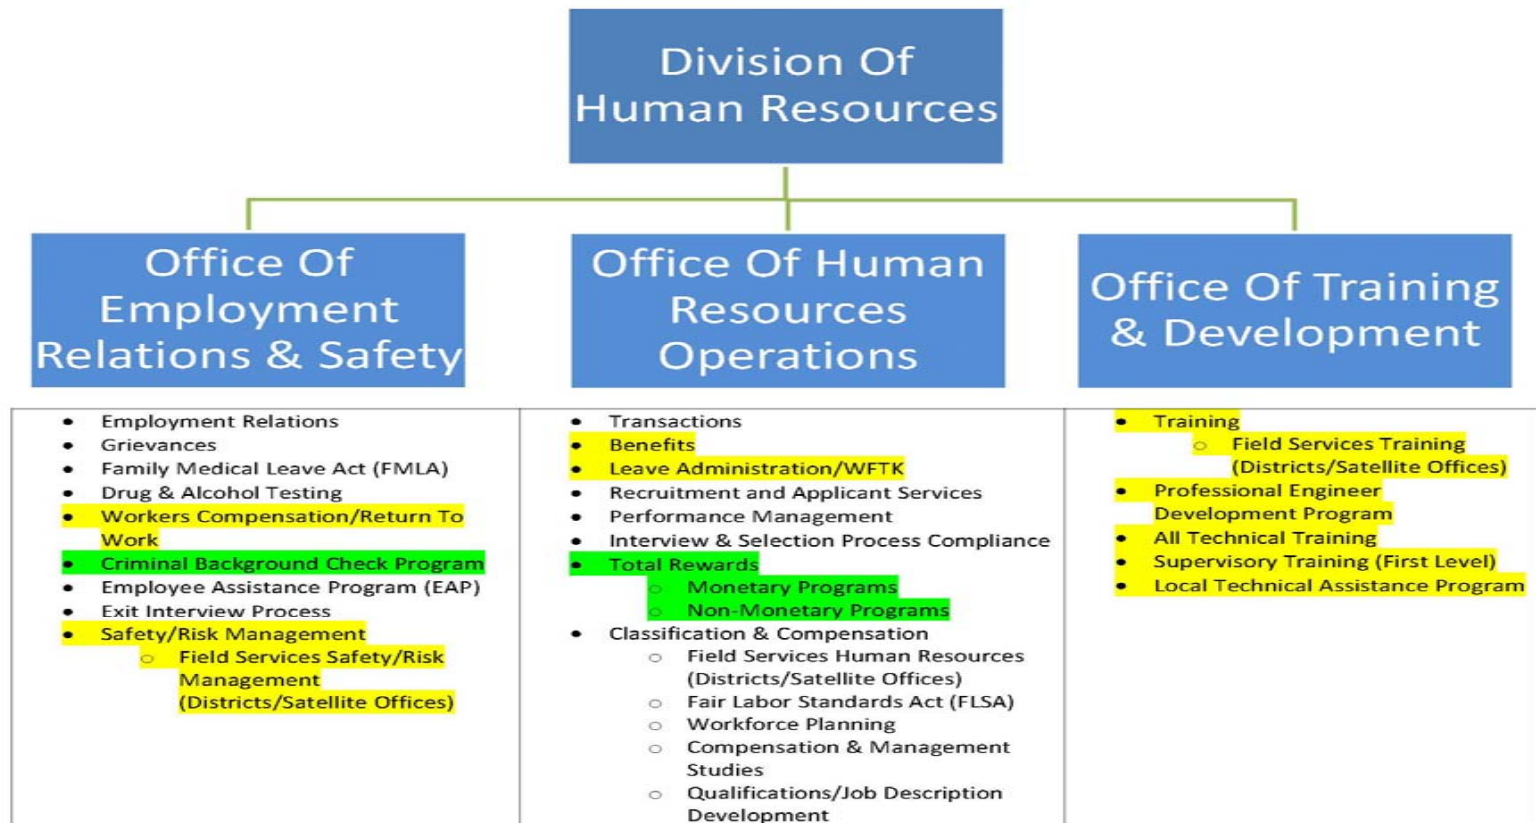 Division Of
Human Resources
Office Of
Employment
Relations & Safety
Office Of Human
Resources
Operations
Office Of Training
& Development
• Employment Relations
• Grievances
• Family Medical Leave Act (FMLA)
• Drug & Alcohol Testing
• Workers Compensation/Return To
Work
• Criminal Background Check Program
• Employee Assistance Program (EAP)
• Exit Interview Process
• Safety/Risk Management
○ Field Services Safety/Risk
Management
(Districts/Satellite Offices)
• Transactions
• Benefits
• Leave Administration/WFTK
• Recruitment and Applicant Services
• Performance Management
• Interview & Selection Process Compliance
• Total Rewards
○ Monetary Programs
○ Non-Monetary Programs
• Classification & Compensation
○ Field Services Human Resources
(Districts/Satellite Offices)
○ Fair Labor Standards Act (FLSA)
○ Workforce Planning
○ Compensation & Management
Studies
○ Qualifications/Job Description
Development
• Training
○ Field Services Training
(Districts/Satellite Offices)
• Professional Engineer
Development Program
• All Technical Training
• Supervisory Training (First Level)
• Local Technical Assistance Program